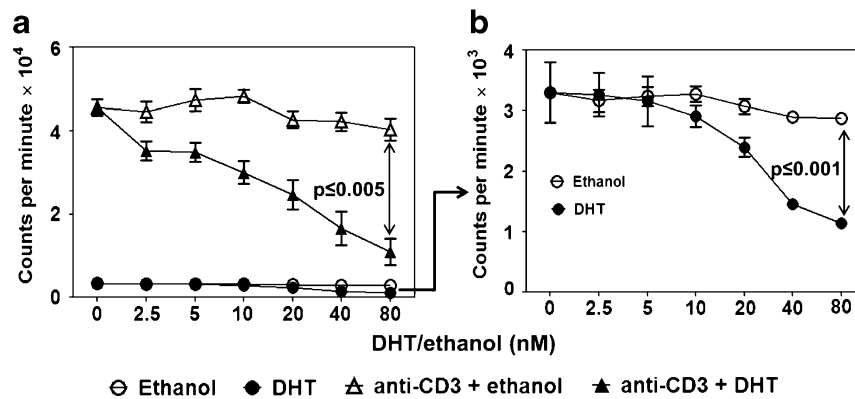 a
b
Counts per minute × 10⁴
6
4
2
0
p≤0.005
0 2.5 5 10 20 40 80
Counts per minute × 10³
4
3
2
1
0
Ethanol
DHT
p≤0.001
0 2.5 5 10 20 40 80
DHT/ethanol (nM)
Ethanol DHT anti-CD3 + ethanol anti-CD3 + DHT